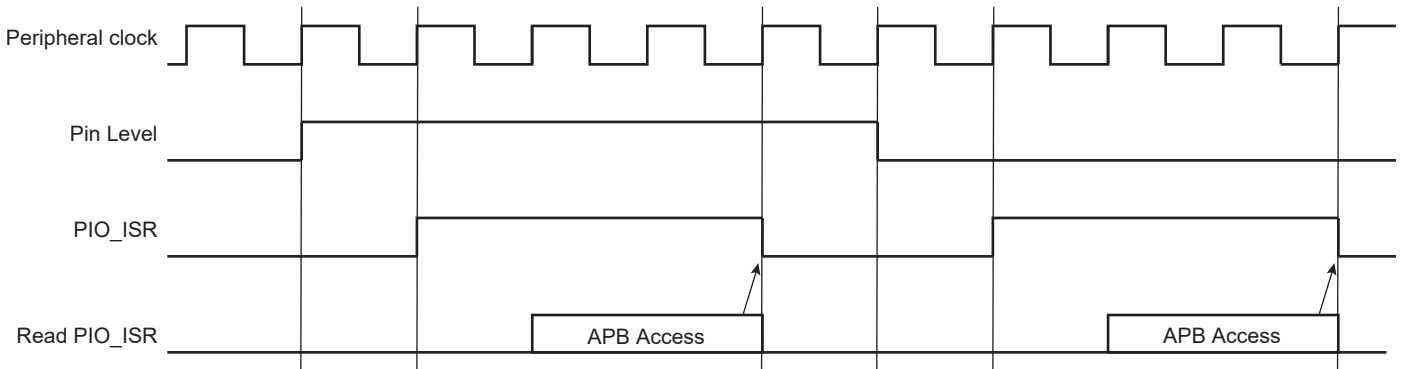 Peripheral clock
Pin Level
PIO_ISR
Read PIO_ISR
APB Access
APB Access